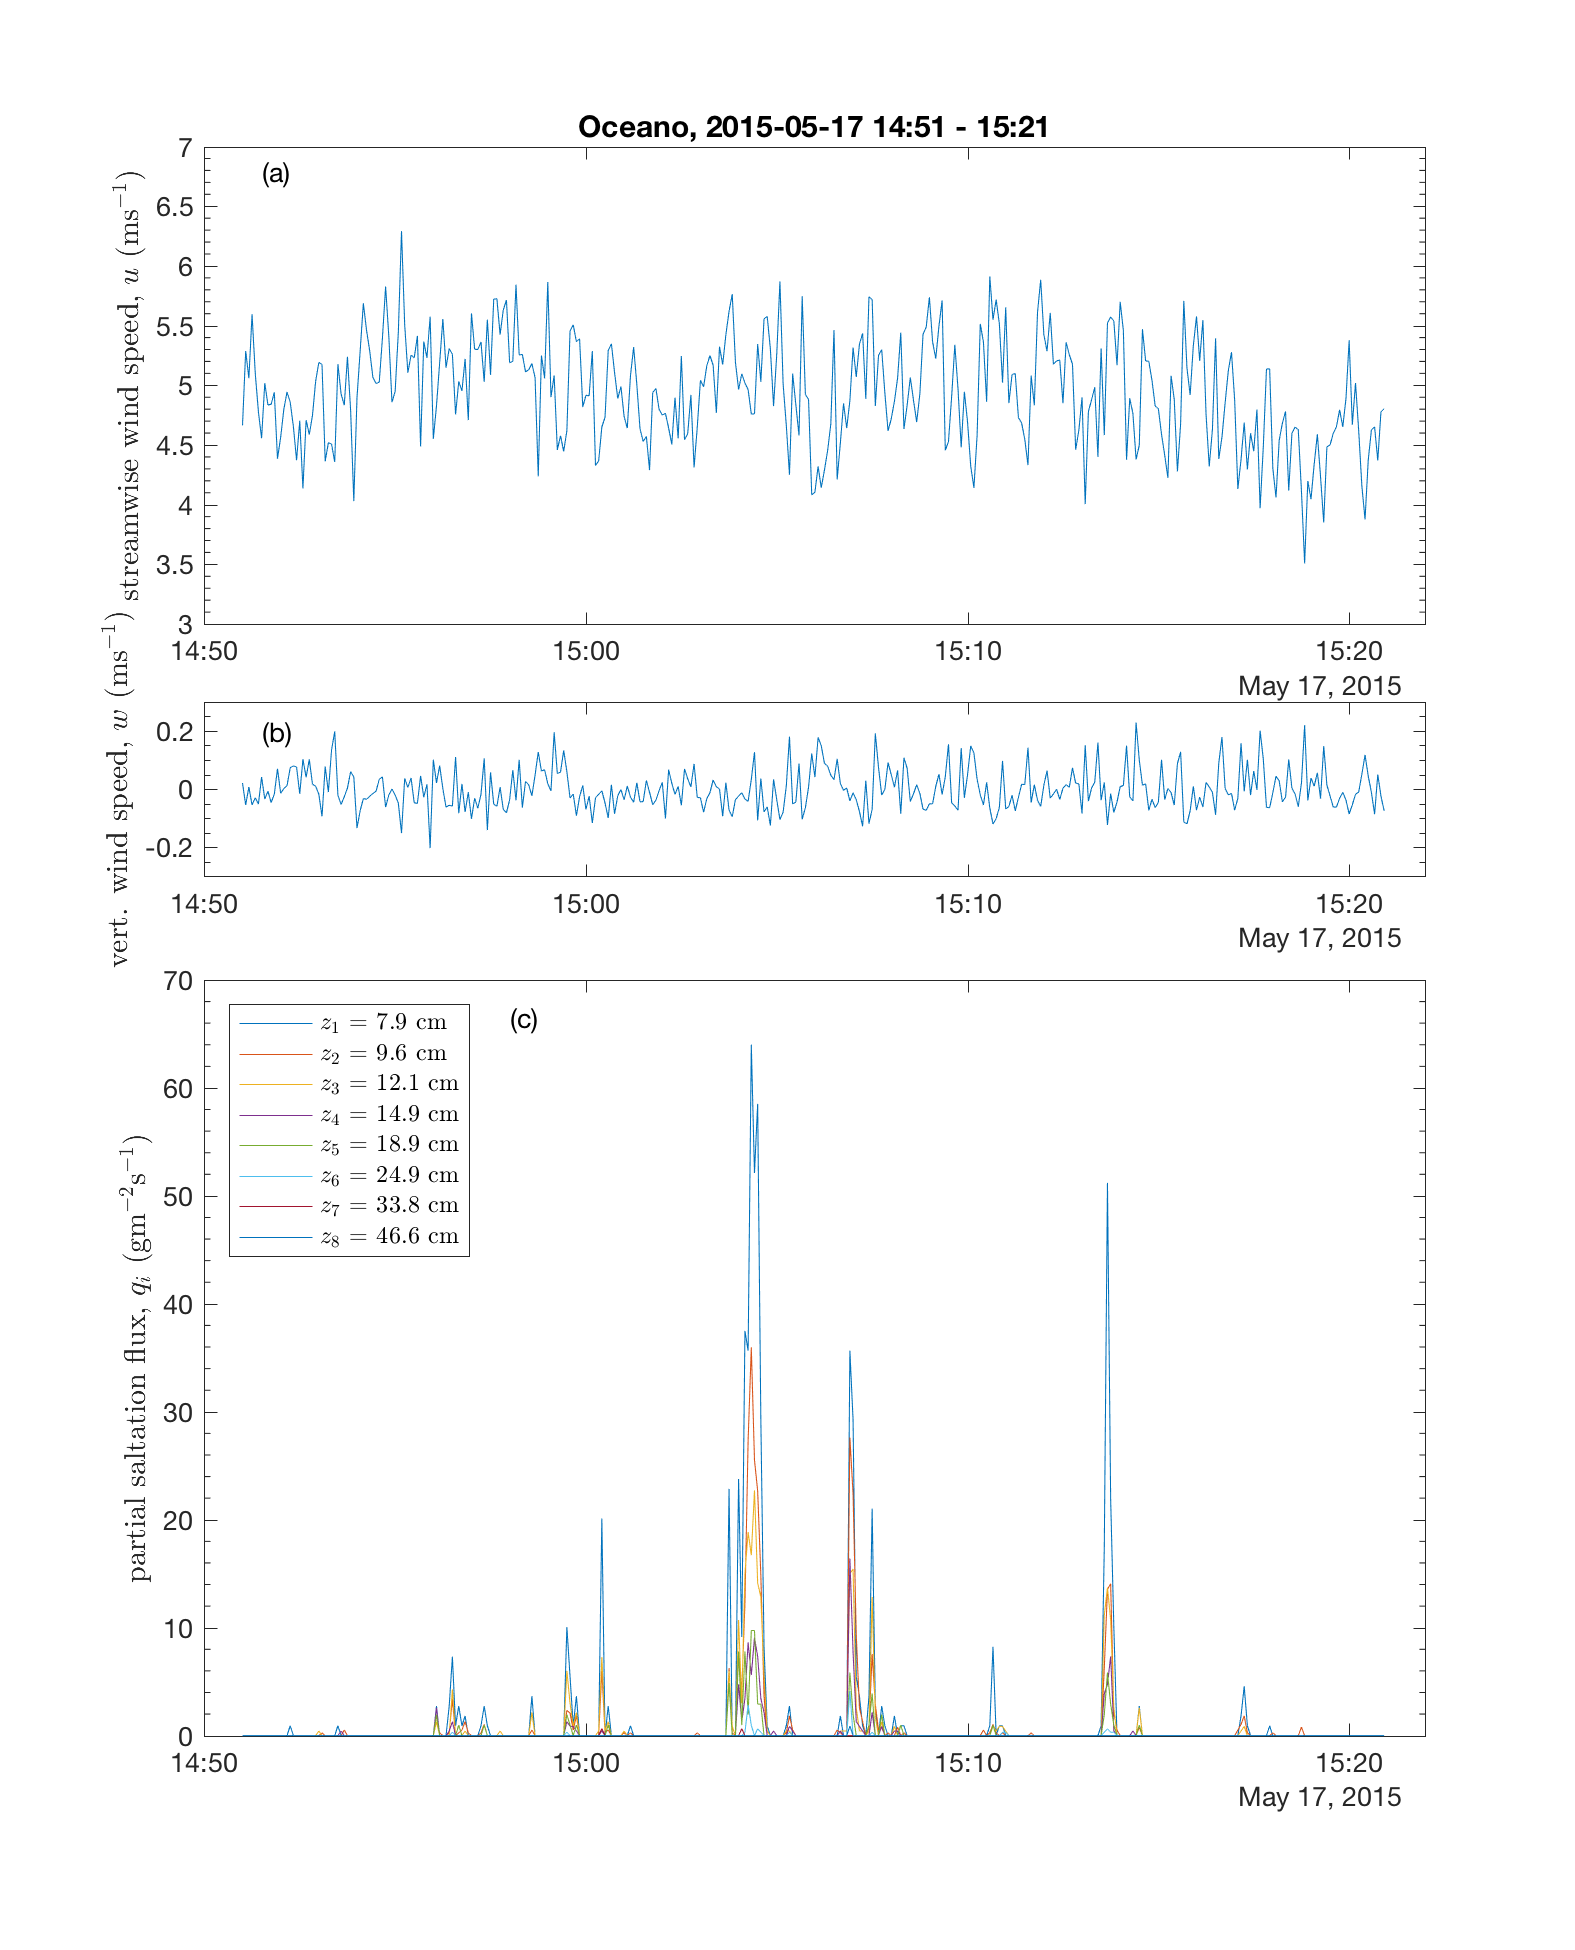 Oceano, 2015-05-17 14:51 - 15:21
(a)
streamwise wind speed, u (ms⁻¹)
7
6.5
6
5.5
5
4.5
4
3.5
3
14:50 15:00 15:10 15:20
May 17, 2015
(b)
vert. wind speed, w (ms⁻¹)
0.2
0
-0.2
14:50 15:00 15:10 15:20
May 17, 2015
(c)
partial saltation flux, qᵢ (gm⁻²s⁻¹)
70
60
50
40
30
20
10
0
z₁ = 7.9 cm
z₂ = 9.6 cm
z₃ = 12.1 cm
z₄ = 14.9 cm
z₅ = 18.9 cm
z₆ = 24.9 cm
z₇ = 33.8 cm
z₈ = 46.6 cm
14:50 15:00 15:10 15:20
May 17, 2015